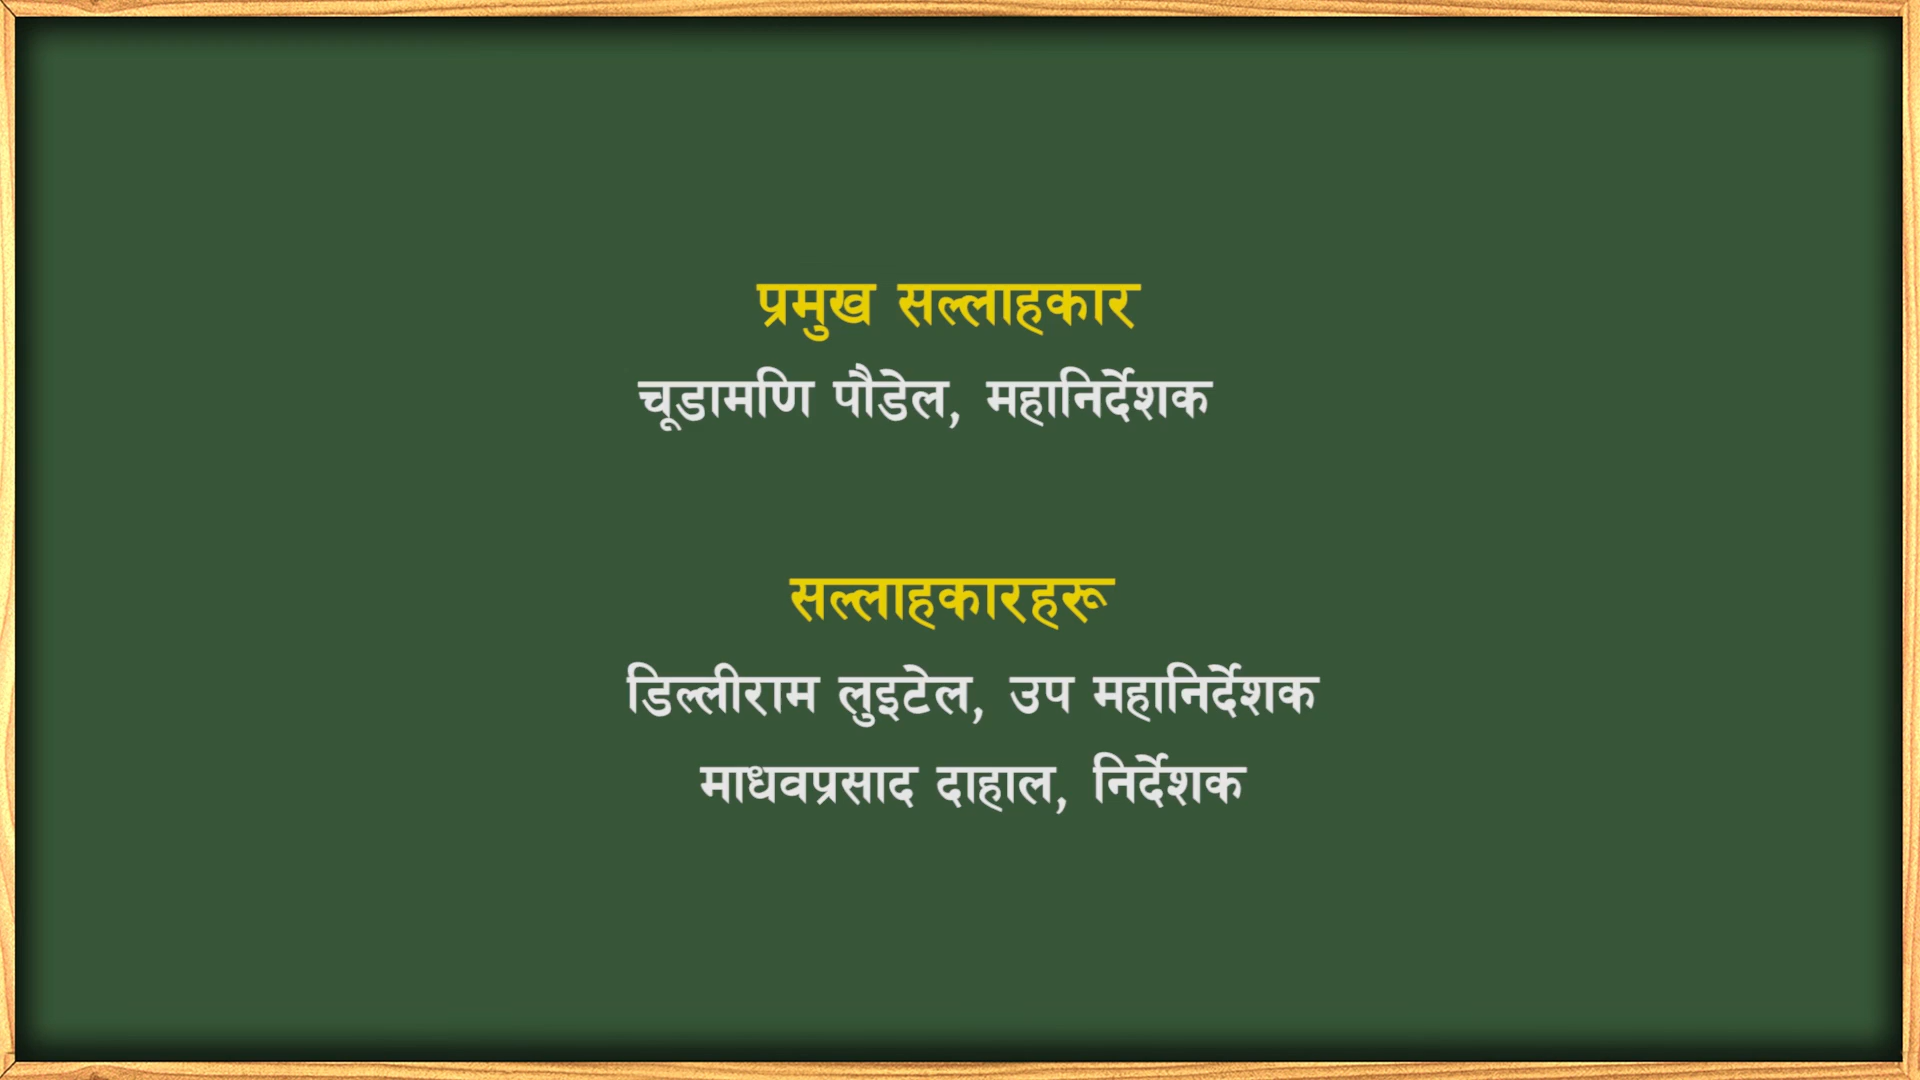 प्रमुख सल्लाहकार
चूडामणि पौडेल, महानिर्देशक
सल्लाहकारहरू
डिल्लीराम लुइटेल, उप महानिर्देशक
माधवप्रसाद दाहाल, निर्देशक